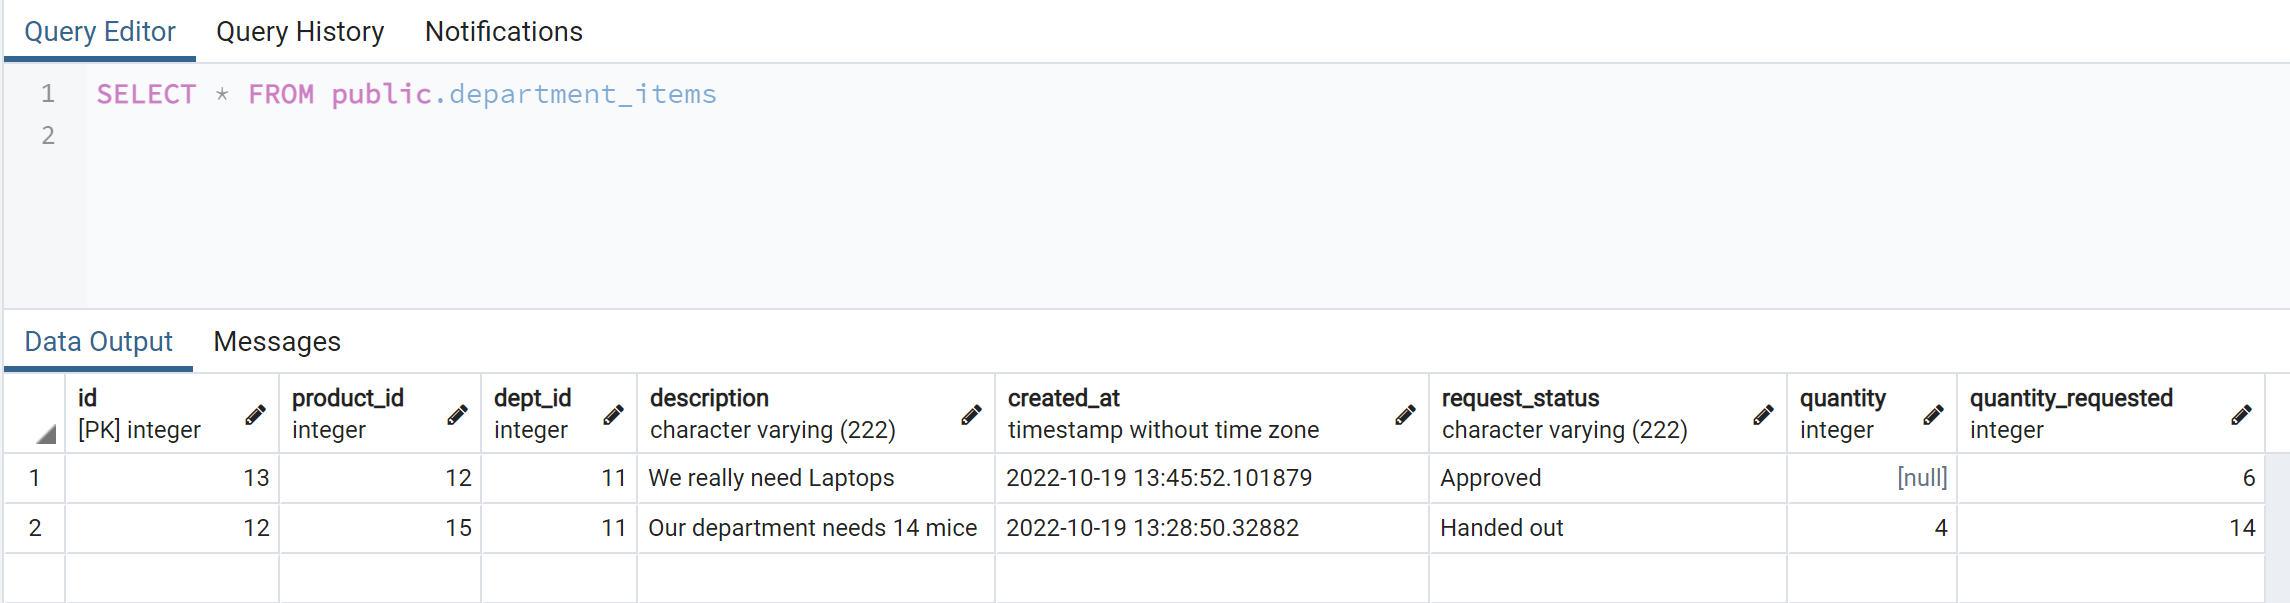 Query Editor Query History Notifications
1 SELECT * FROM public.department_items
2
Data Output Messages
id product_id dept_id description created_at request_status quantity quantity_requested
[PK] integer integer integer character varying (222) timestamp without time zone character varying (222) integer integer
1 13 12 11 We really need Laptops 2022-10-19 13:45:52.101879 Approved [null] 6
2 12 15 11 Our department needs 14 mice 2022-10-19 13:28:50.32882 Handed out 4 14